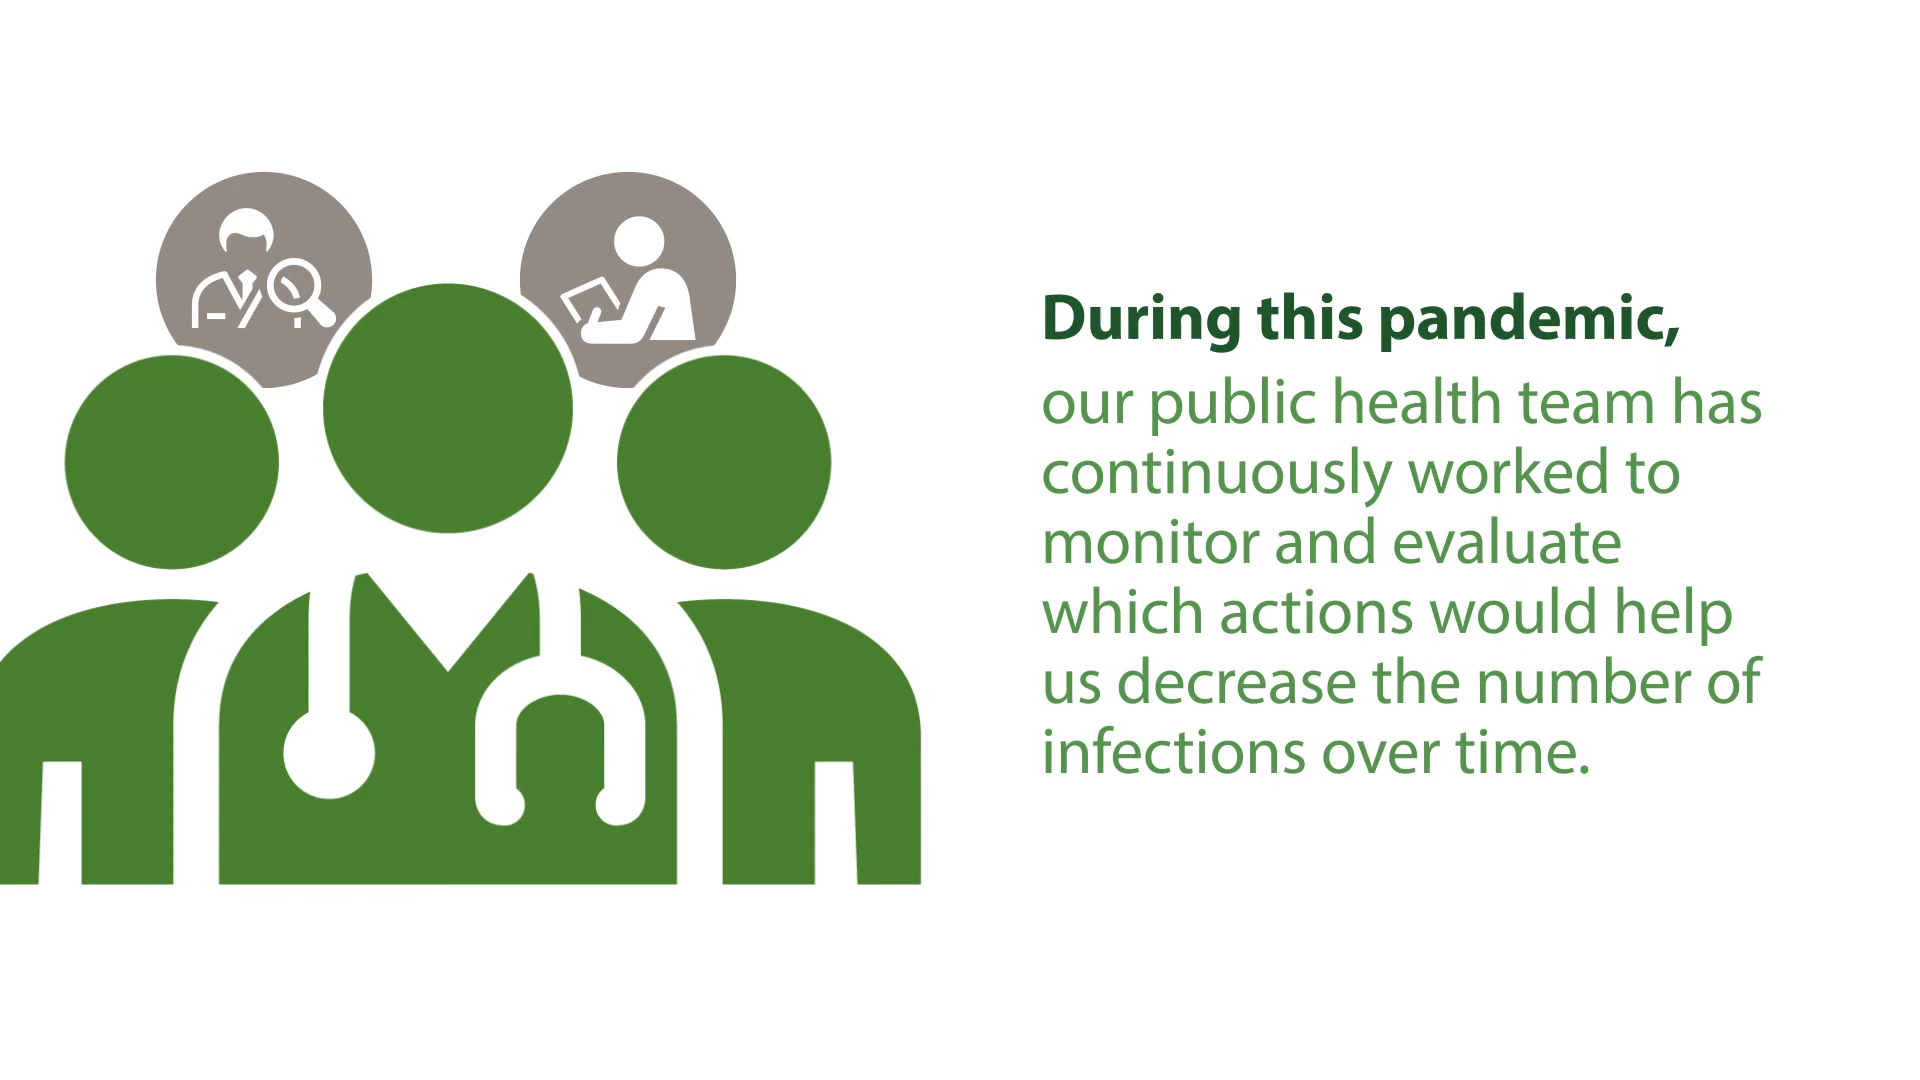 During this pandemic,
our public health team has
continuously worked to
monitor and evaluate
which actions would help
us decrease the number of
infections over time.